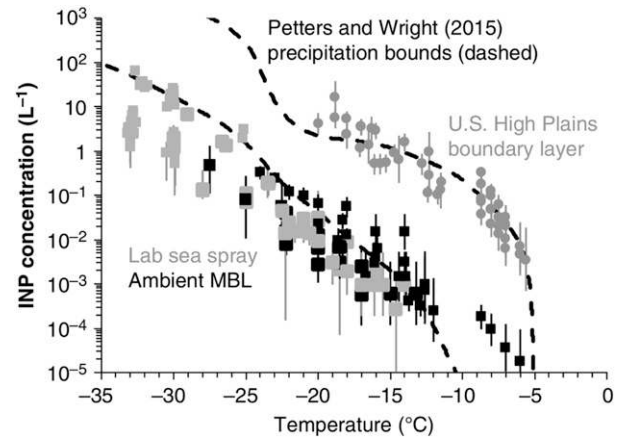 Petters and Wright (2015)
precipitation bounds (dashed)
U.S. High Plains
boundary layer
Lab sea spray
Ambient MBL
INP concentration (L⁻¹)
10³
10²
10
1
10⁻¹
10⁻²
10⁻³
10⁻⁴
10⁻⁵
−35 −30 −25 −20 −15 −10 −5 0
Temperature (°C)